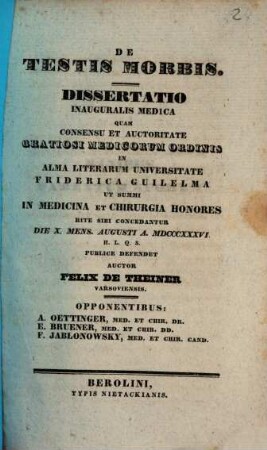 2.
DE
TESTIS MORBIS.
DISSERTATIO
INAUGURALIS MEDICA
QUAM
CONSENSU ET AUCTORITATE
GRATIOSI MEDICORUM ORDINIS
IN
ALMA LITERARUM UNIVERSITATE
FRIDERICA GUILELMA
UT SUMMI
IN MEDICINA ET CHIRURGIA HONORES
RITE SIBI CONCEDANTUR
DIE X. MENS. AUGUSTI A. MDCCCXXXVI.
H. L. Q. S.
PUBLICE DEFENDET
AUCTOR
FELIX DE THEINER
VARSOVIENSIS.
OPPONENTIBUS:
A. OETTINGER, MED. ET CHIR. DR.
E. BRUENER, MED. ET CHIR. DD.
F. JABLONOWSKY, MED. ET CHIR. CAND.
BEROLINI,
TYPIS NIETACKIANIS.